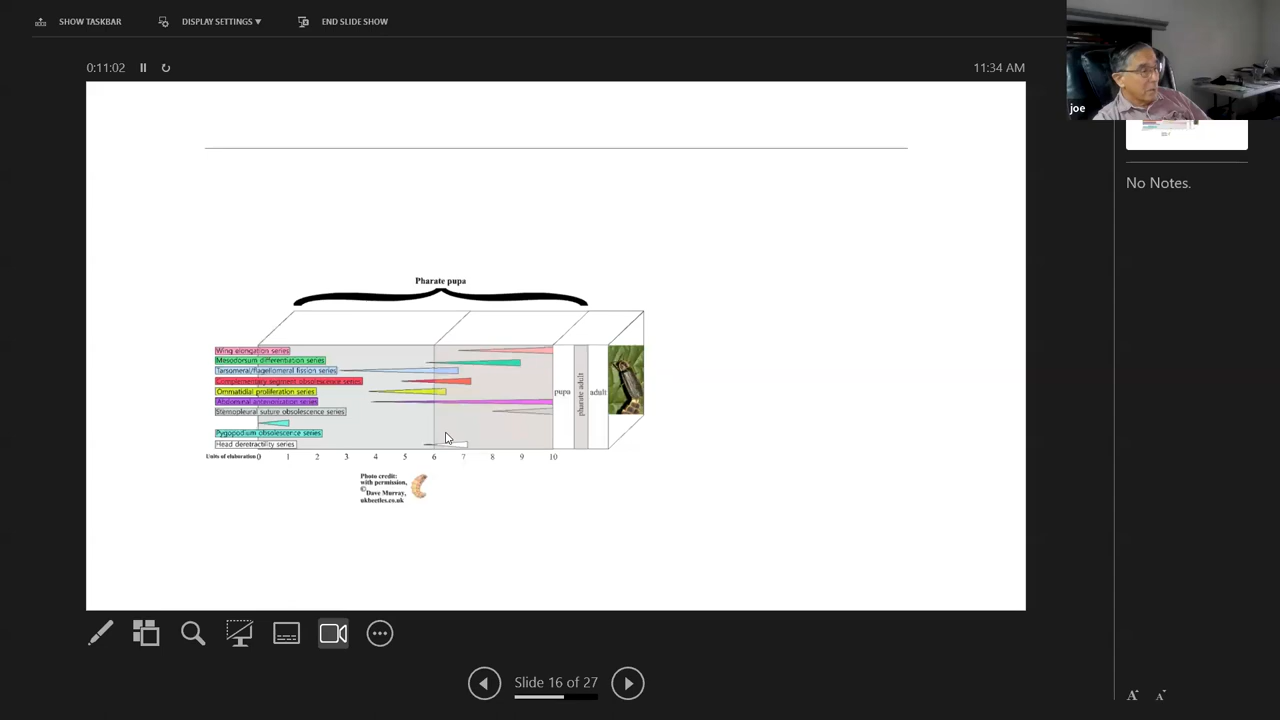 SHOW TASKBAR
DISPLAY SETTINGS ▼
END SLIDE SHOW
0:11:02
11:34 AM
joe
No Notes.
Pharate pupa
Wing elongation series
Mesodorsum differentiation series
Tarsomeral/flagellomeral fission series
Complementary segment obsolescence series
Ommatidial proliferation series
Abdominal anteriorization series
Sternopleural suture obsolescence series
Pygopodium obsolescence series
Head deretractility series
pupa
pharate adult
adult
Units of elaboration 0 1 2 3 4 5 6 7 8 9 10
Photo credit:
with permission,
©Dave Murray,
ukbeetles.co.uk
Slide 16 of 27
A A